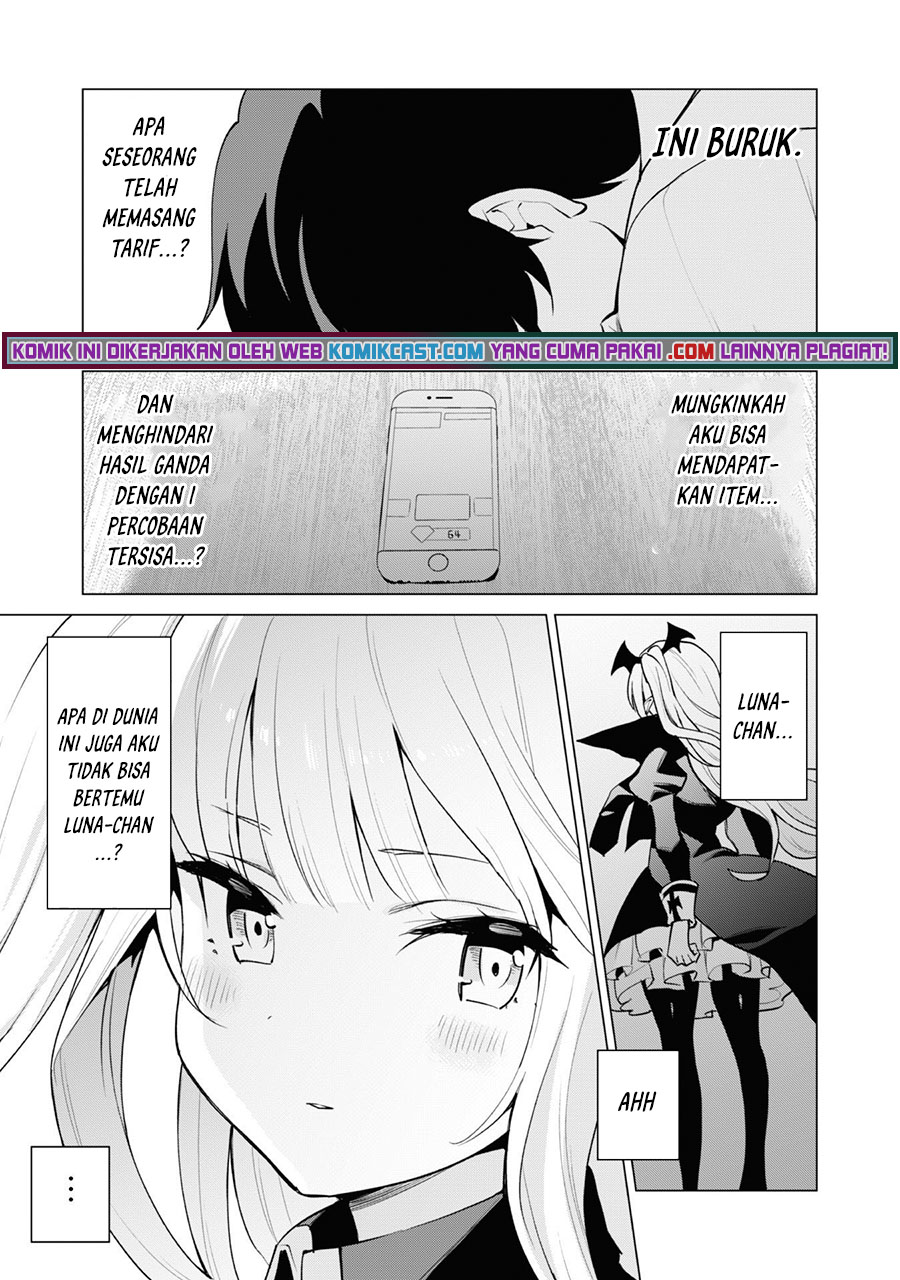 INI BURUK.
APA
SESEORANG
TELAH
MEMASANG
TARIF...?
KOMIK INI DIKERJAKAN OLEH WEB KOMIKCAST.COM YANG CUMA PAKAI .COM LAINNYA PLAGIAT!
MUNGKINKAH
AKU BISA
MENDAPAT-
KAN ITEM...
DAN
MENGHINDARI
HASIL GANDA
DENGAN 1
PERCOBAAN
TERSISA...?
64
LUNA-
CHAN...
AHH
APA DI DUNIA
INI JUGA AKU
TIDAK BISA
BERTEMU
LUNA-CHAN
...?
...